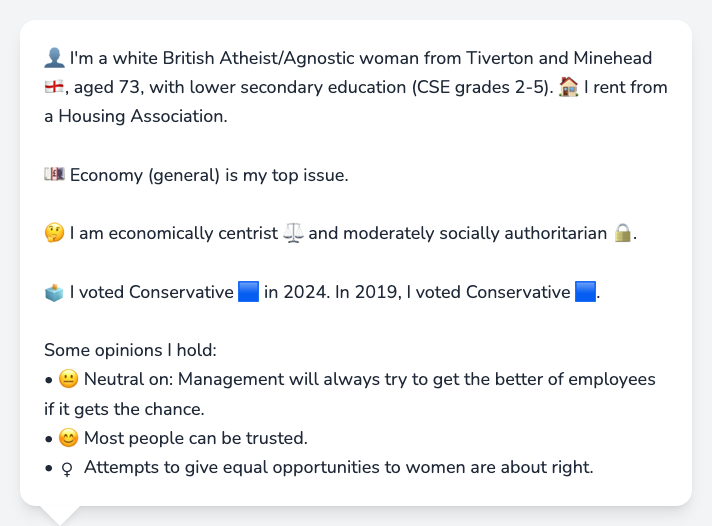 👤 I'm a white British Atheist/Agnostic woman from Tiverton and Minehead
🏴󠁧󠁢󠁥󠁮󠁧󠁿, aged 73, with lower secondary education (CSE grades 2-5). 🏠 I rent from
a Housing Association.
💷 Economy (general) is my top issue.
🤔 I am economically centrist ⚖️ and moderately socially authoritarian 🔒.
🗳️ I voted Conservative 🟦 in 2024. In 2019, I voted Conservative 🟦.
Some opinions I hold:
• 😐 Neutral on: Management will always try to get the better of employees
if it gets the chance.
• 😊 Most people can be trusted.
• ♀ Attempts to give equal opportunities to women are about right.